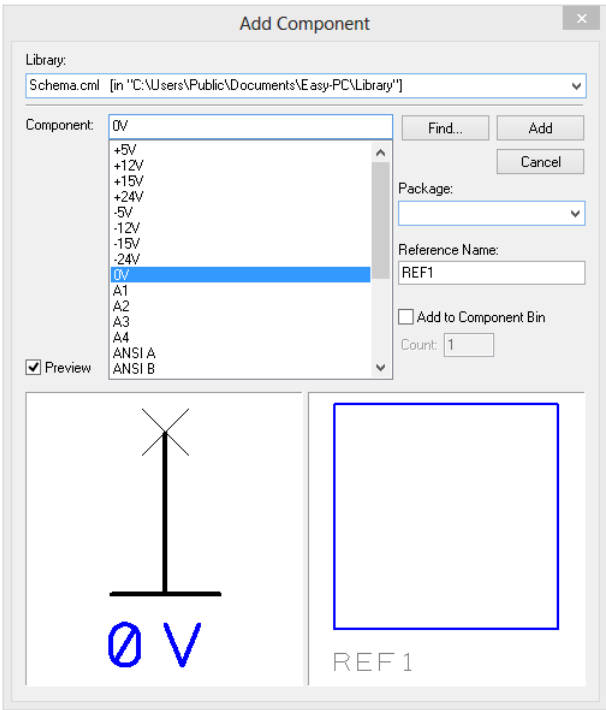 Add Component
Library:
Schema.cml   [in "C:\Users\Public\Documents\Easy-PC\Library"]
Component:
0V
Find...
Add
Cancel
+5V
+12V
+15V
+24V
-5V
-12V
-15V
-24V
0V
A1
A2
A3
A4
ANSI A
ANSI B
Package:
Reference Name:
REF1
Add to Component Bin
Count: 1
Preview
0 V
REF1